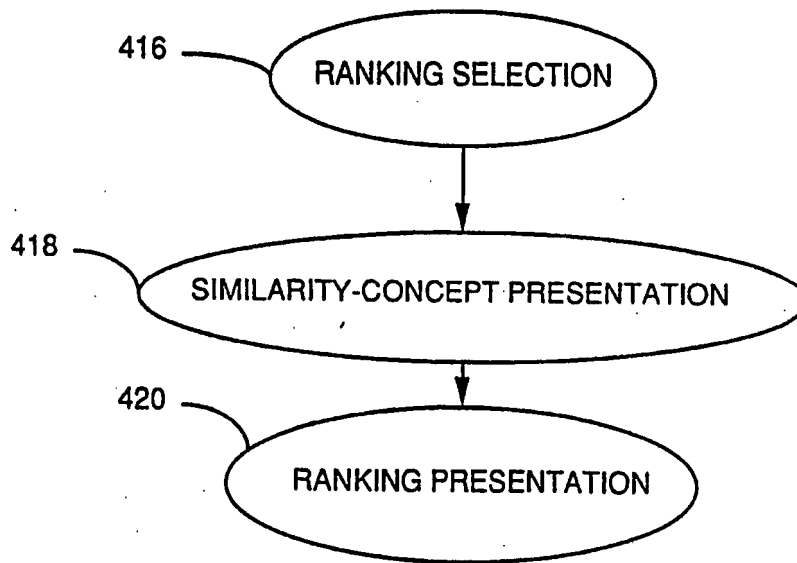 416
RANKING SELECTION
418
SIMILARITY-CONCEPT PRESENTATION
420
RANKING PRESENTATION